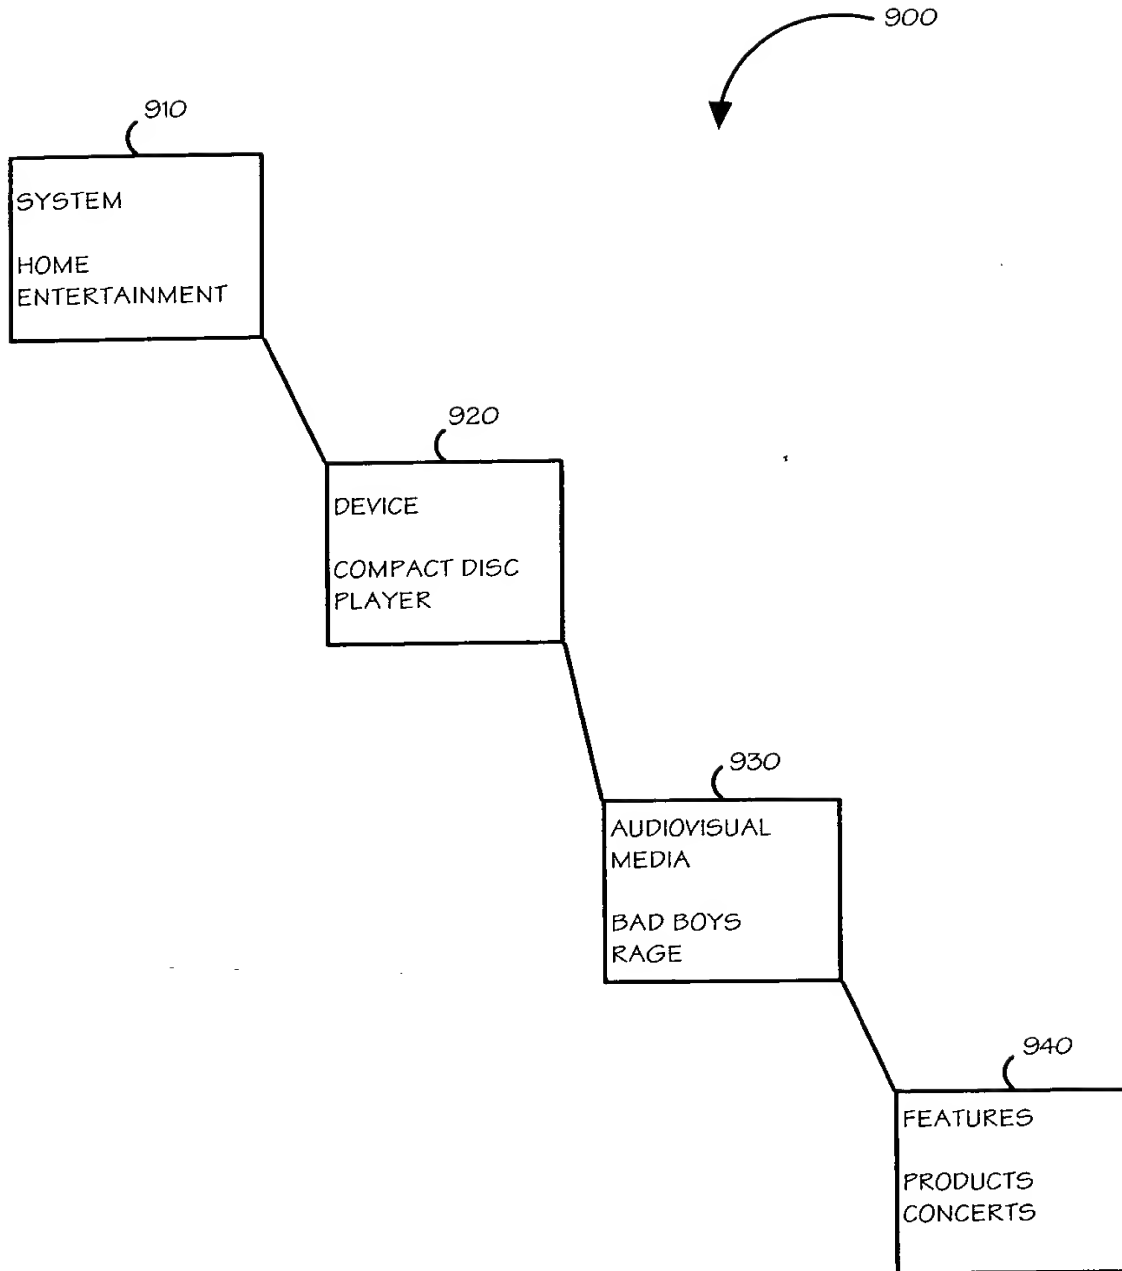 900
910
SYSTEM
HOME
ENTERTAINMENT
920
DEVICE
COMPACT DISC
PLAYER
930
AUDIOVISUAL
MEDIA
BAD BOYS
RAGE
940
FEATURES
PRODUCTS
CONCERTS